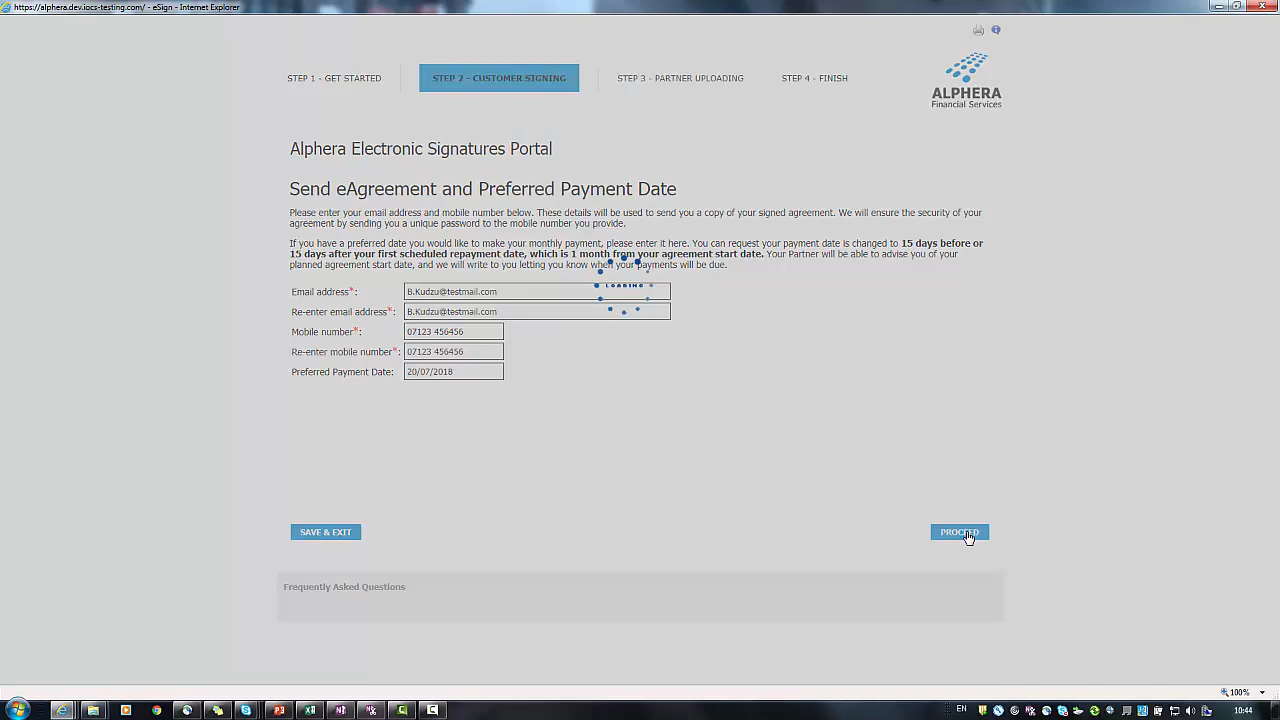 https://alphera.dev.iocs-testing.com/ - eSign - Internet Explorer
STEP 1 - GET STARTED
STEP 2 - CUSTOMER SIGNING
STEP 3 - PARTNER UPLOADING
STEP 4 - FINISH
ALPHERA
Financial Services
Alphera Electronic Signatures Portal
Send eAgreement and Preferred Payment Date
Please enter your email address and mobile number below. These details will be used to send you a copy of your signed agreement. We will ensure the security of your
agreement by sending you a unique password to the mobile number you provide.
If you have a preferred date you would like to make your monthly payment, please enter it here. You can request your payment date is changed to 15 days before or
15 days after your first scheduled repayment date, which is 1 month from your agreement start date. Your Partner will be able to advise you of your
planned agreement start date, and we will write to you letting you know when your payments will be due.
LOADING
Email address*: B.Kudzu@testmail.com
Re-enter email address*: B.Kudzu@testmail.com
Mobile number*: 07123 456456
Re-enter mobile number*: 07123 456456
Preferred Payment Date: 20/07/2018
SAVE & EXIT
PROCEED
Frequently Asked Questions
100%
EN
10:44